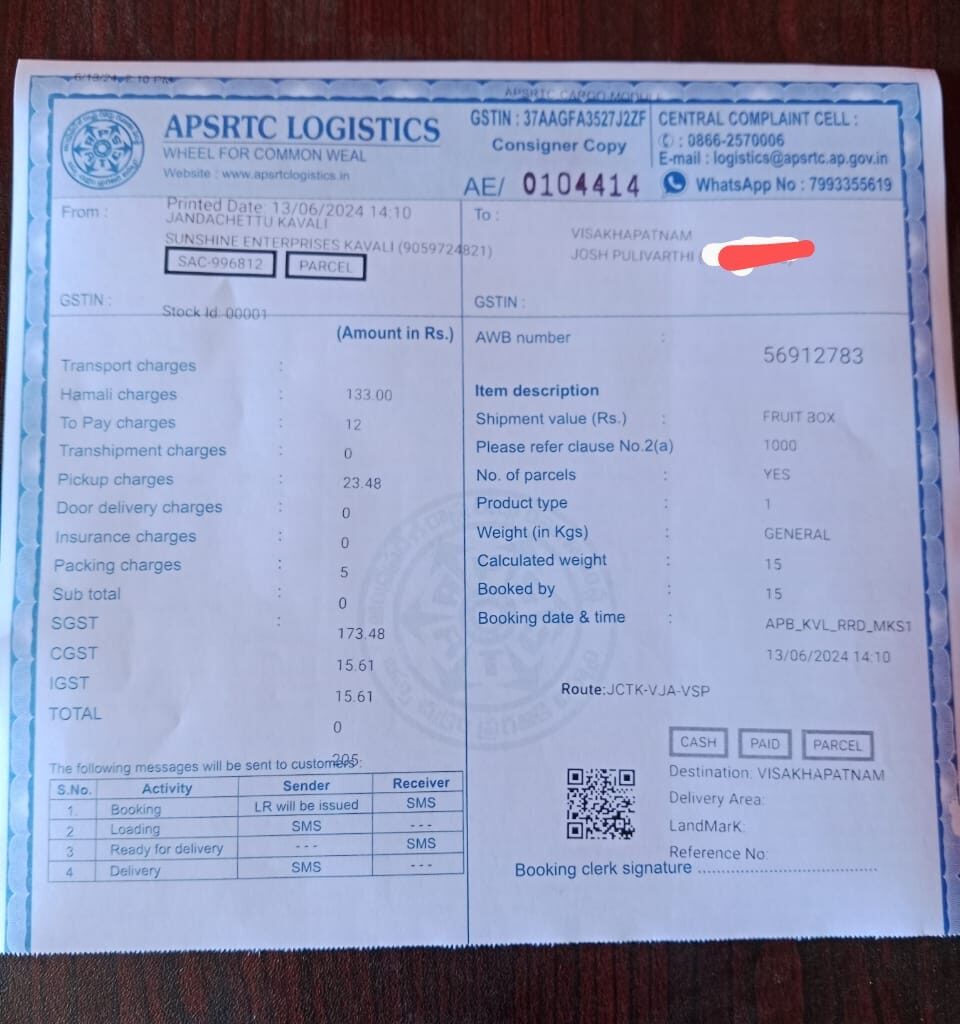 6/13/24, 2:10 PM
APSRTC CARGO MODULE
APSRTC LOGISTICS
WHEEL FOR COMMON WEAL
Website : www.apsrtclogistics.in
GSTIN : 37AAGFA3527J2ZF
Consigner Copy
AE/ 0104414
CENTRAL COMPLAINT CELL :
: 0866-2570006
E-mail : logistics@apsrtc.ap.gov.in
WhatsApp No : 7993355619
From :
Printed Date 13/06/2024 14:10
JANDACHETTU KAVALI
SUNSHINE ENTERPRISES KAVALI (9059724821)
SAC-996812 PARCEL
GSTIN :
Stock Id: 00001
To :
VISAKHAPATNAM
JOSH PULIVARTHI (
GSTIN :
(Amount in Rs.)
Transport charges :
Hamali charges : 133.00
To Pay charges : 12
Transhipment charges : 0
Pickup charges : 23.48
Door delivery charges : 0
Insurance charges : 0
Packing charges : 5
Sub total : 0
SGST : 173.48
CGST 15.61
IGST 15.61
TOTAL 0
205
AWB number : 56912783
Item description
Shipment value (Rs.) : FRUIT BOX
Please refer clause No.2(a) 1000
No. of parcels : YES
Product type : 1
Weight (in Kgs) : GENERAL
Calculated weight : 15
Booked by : 15
Booking date & time : APB_KVL_RRD_MKS1
13/06/2024 14:10
Route:JCTK-VJA-VSP
CASH PAID PARCEL
Destination: VISAKHAPATNAM
Delivery Area:
LandMarK:
Reference No:
Booking clerk signature
The following messages will be sent to customers :
S.No. Activity Sender Receiver
1. Booking LR will be issued SMS
2 Loading SMS ---
3 Ready for delivery --- SMS
4 Delivery SMS ---